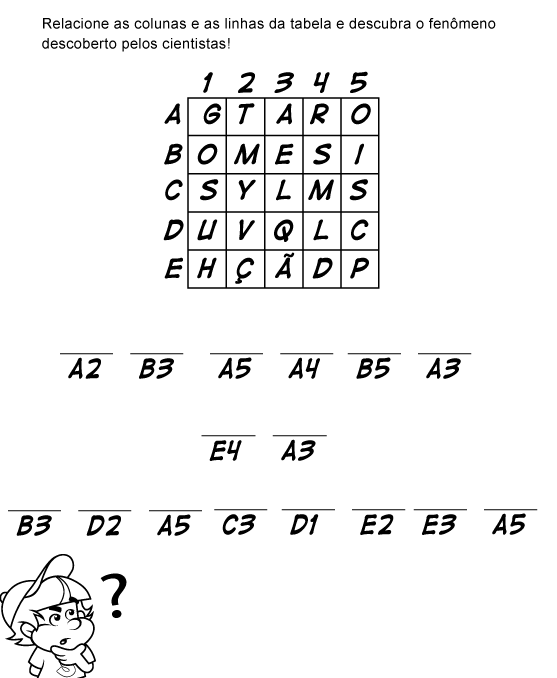 Relacione as colunas e as linhas da tabela e descubra o fenômeno
descoberto pelos cientistas!
1 2 3 4 5
A G T A R O
B O M E S I
C S Y L M S
D U V Q L C
E H Ç Ã D P
A2 B3 A5 A4 B5 A3
E4 A3
B3 D2 A5 C3 D1 E2 E3 A5
?